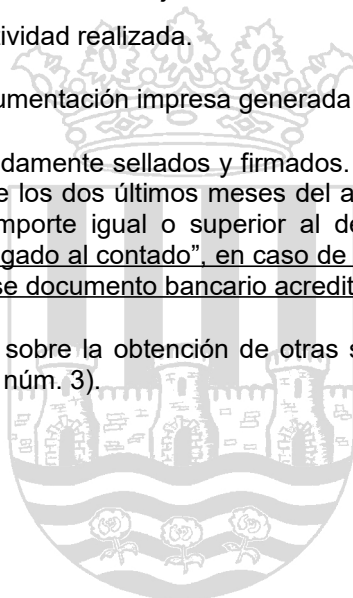 tividad realizada.
umentación impresa generada
damente sellados y firmados.
e los dos últimos meses del a
mporte igual o superior al de
gado al contado”, en caso de
se documento bancario acredit
sobre la obtención de otras s
núm. 3).